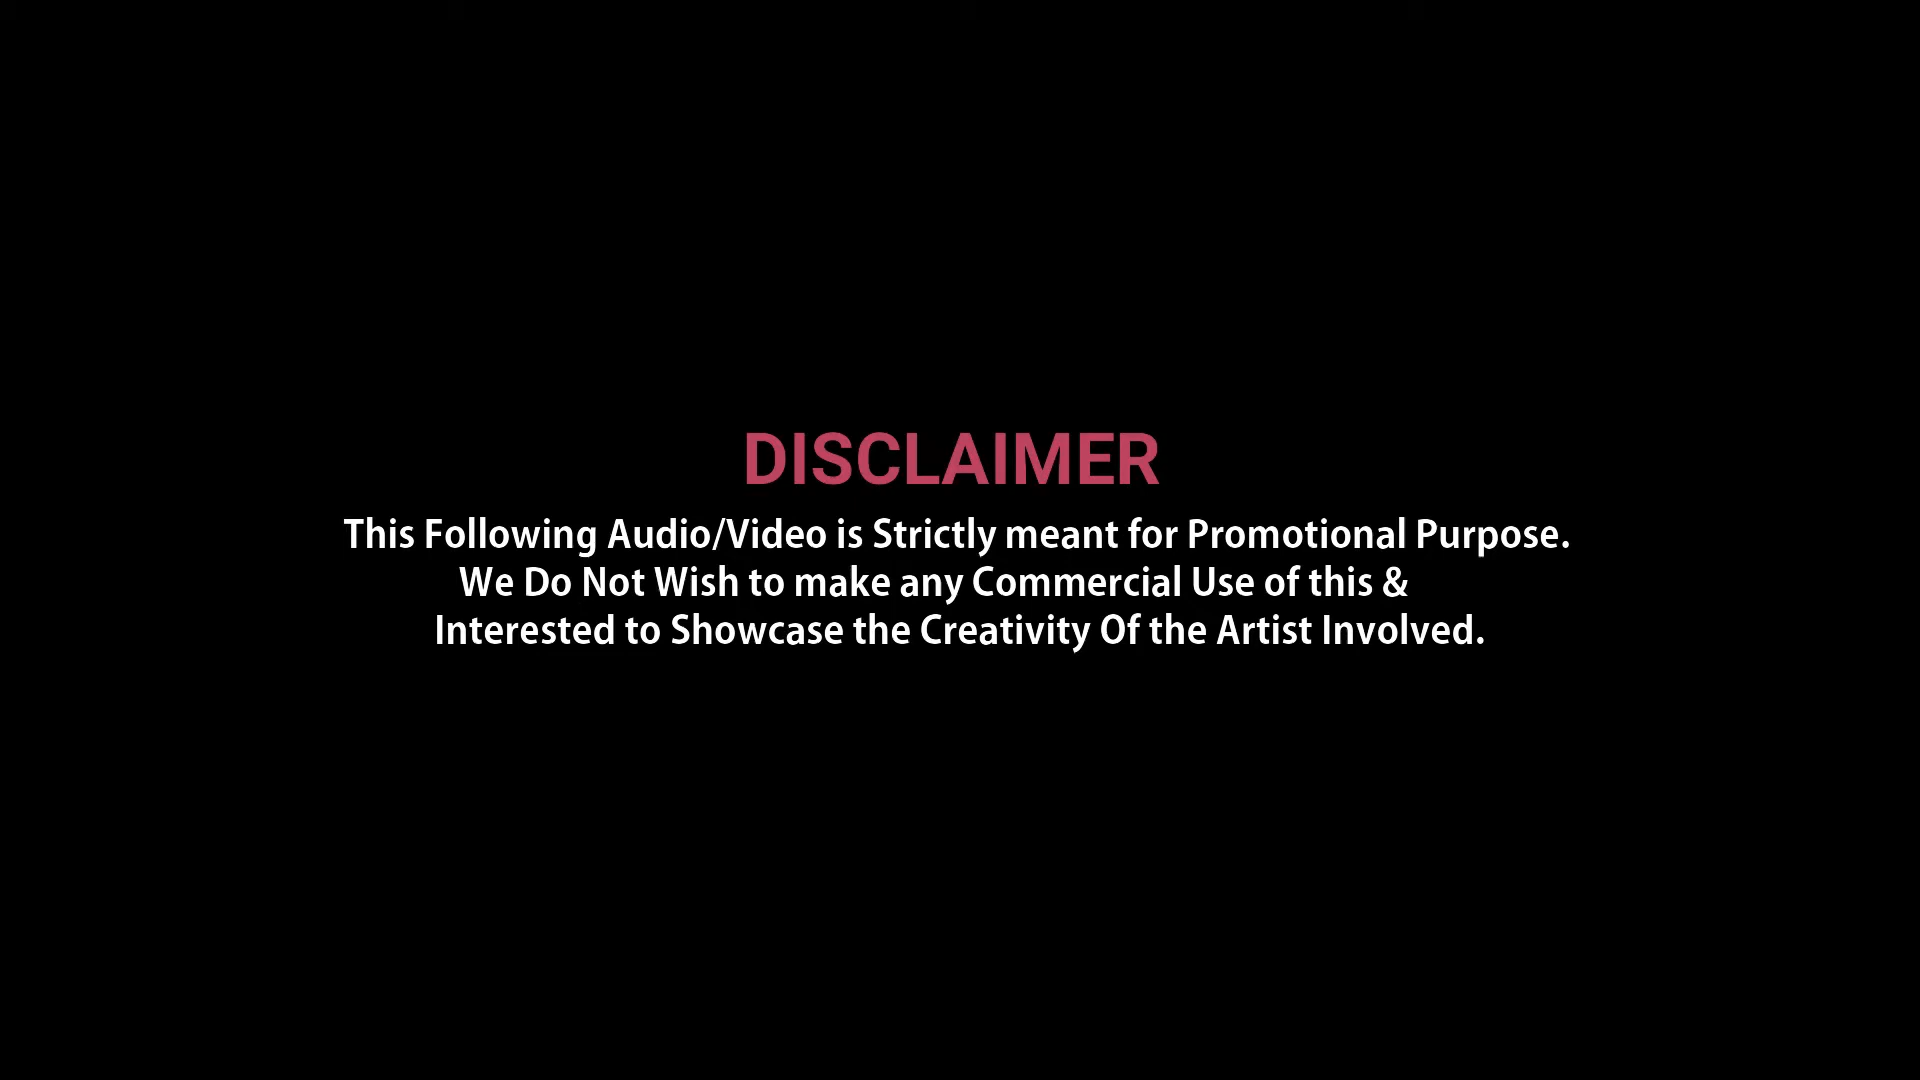 DISCLAIMER
This Following Audio/Video is Strictly meant for Promotional Purpose.
We Do Not Wish to make any Commercial Use of this &
Interested to Showcase the Creativity Of the Artist Involved.